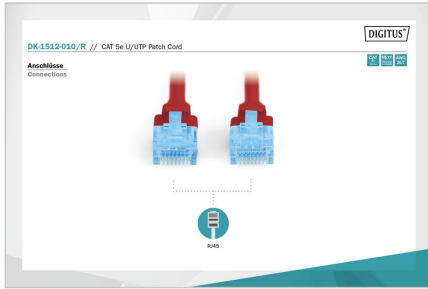 DIGITUS®
DK-1512-010/R // CAT 5e U/UTP Patch Cord
Anschlüsse
Connections
RJ45